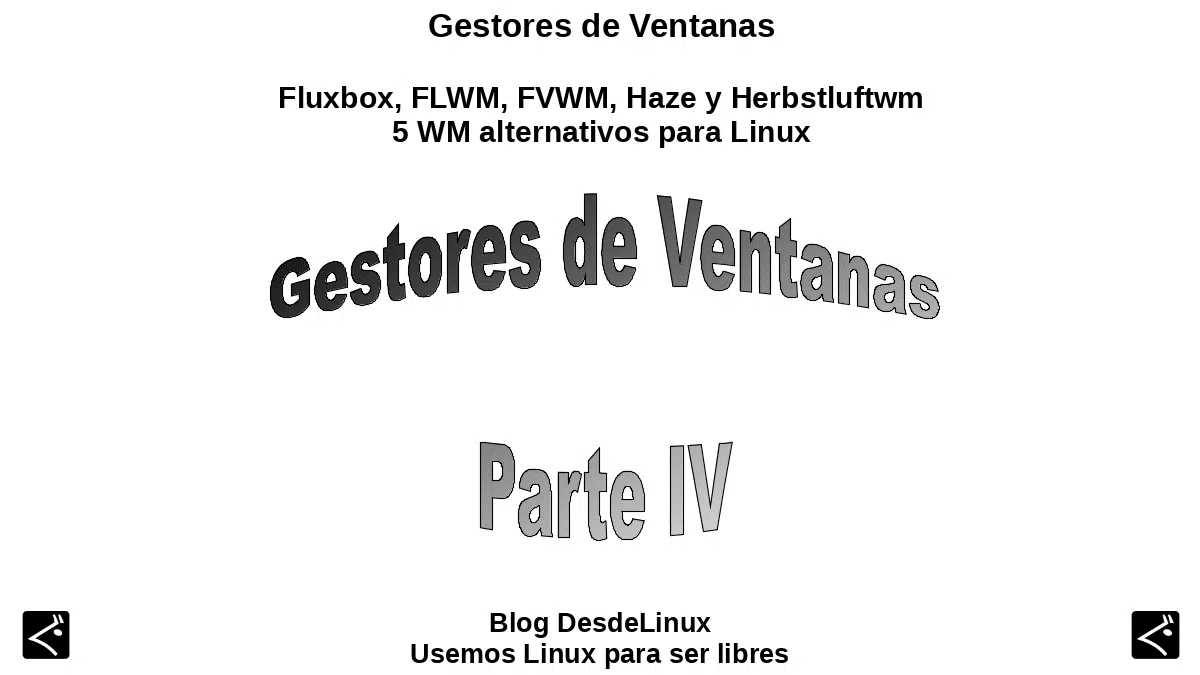 Gestores de Ventanas
Fluxbox, FLWM, FVWM, Haze y Herbstluftwm
5 WM alternativos para Linux
Gestores de Ventanas
Parte IV
Blog DesdeLinux
Usemos Linux para ser libres